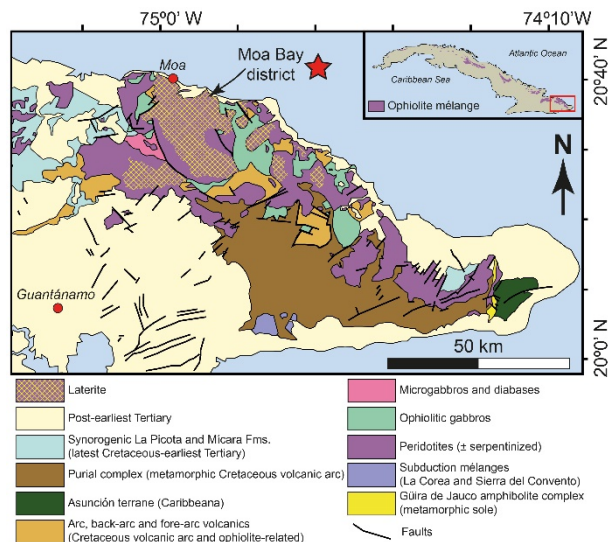 75º0' W
74º10' N
Moa
Moa Bay
district
Atlantic Ocean
Caribbean Sea
Ophiolite mélange
20º40' N
N
Guantánamo
20º0' N
50 km
Laterite
Post-earliest Tertiary
Synorogenic La Picota and Micara Fms.
(latest Cretaceous-earliest Tertiary)
Purial complex (metamorphic Cretaceous volcanic arc)
Asunción terrane (Caribbeana)
Arc, back-arc and fore-arc volcanics
(Cretaceous volcanic arc and ophiolite-related)
Microgabbros and diabases
Ophiolitic gabbros
Peridotites (± serpentinized)
Subduction mélanges
(La Corea and Sierra del Convento)
Güira de Jauco amphibolite complex
(metamorphic sole)
Faults